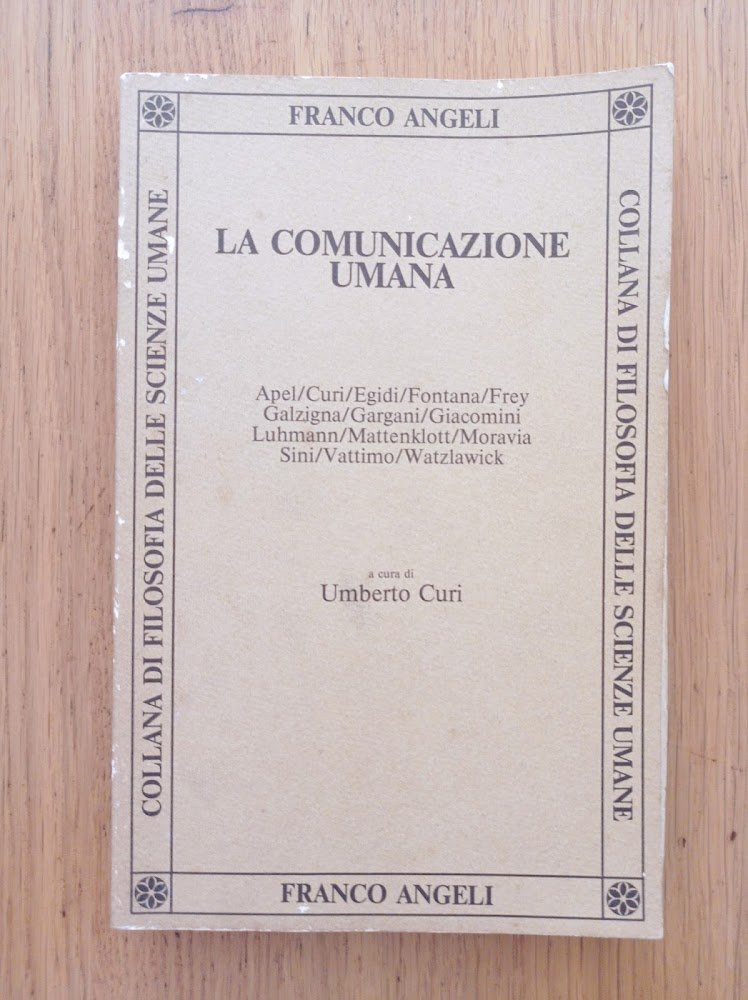 FRANCO ANGELI
COLLANA DI FILOSOFIA DELLE SCIENZE UMANE
LA COMUNICAZIONE
UMANA
Apel/Curi/Egidi/Fontana/Frey
Galzigna/Gargani/Giacomini
Luhmann/Mattenklott/Moravia
Sini/Vattimo/Watzlawick
a cura di
Umberto Curi
COLLANA DI FILOSOFIA DELLE SCIENZE UMANE
FRANCO ANGELI